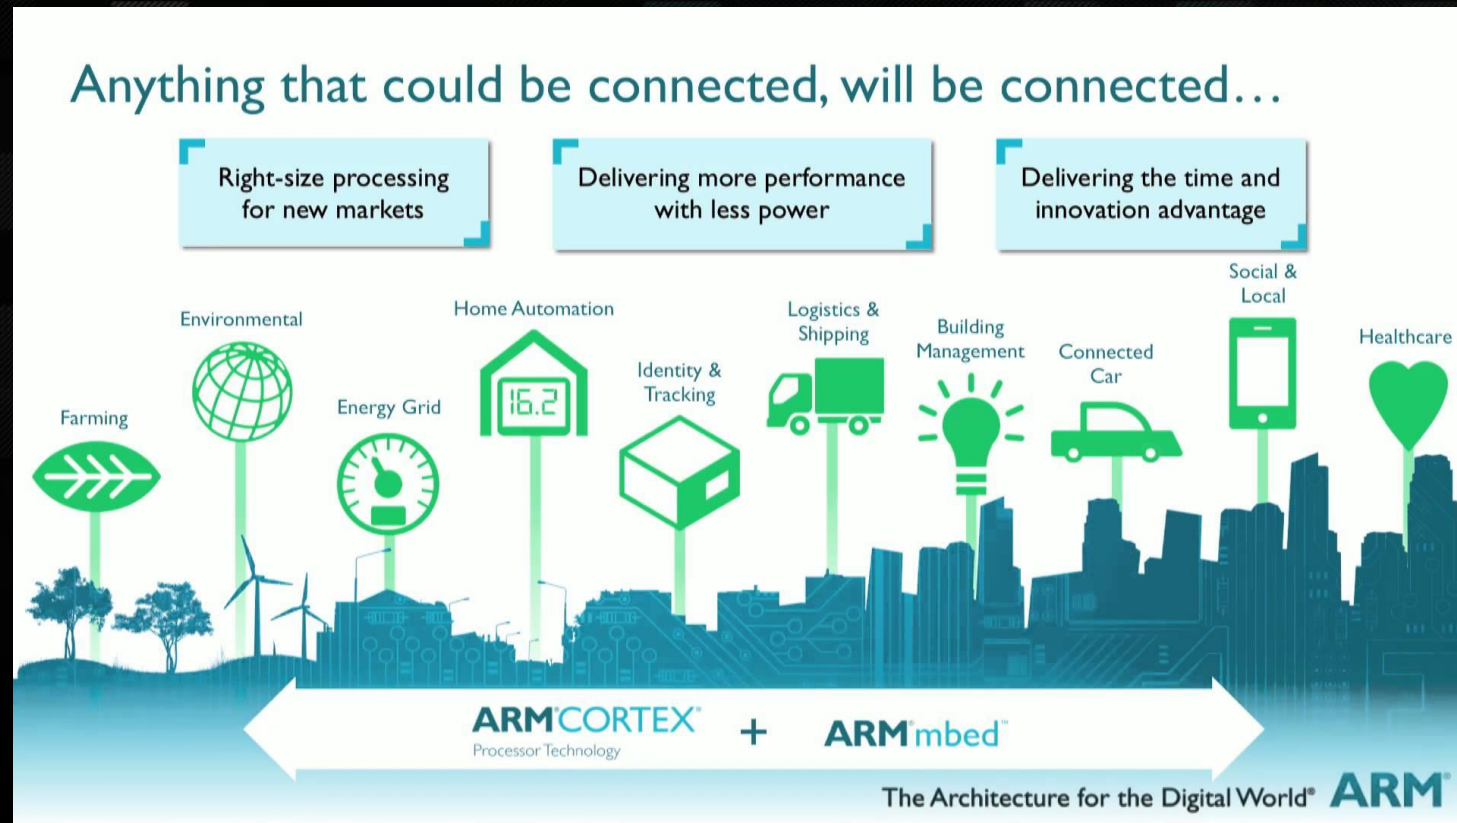 Anything that could be connected, will be connected...
Right-size processing
for new markets
Delivering more performance
with less power
Delivering the time and
innovation advantage
Farming
Environmental
Energy Grid
Home Automation
16.2
Identity &
Tracking
Logistics &
Shipping
Building
Management
Connected
Car
Social &
Local
Healthcare
ARM®CORTEX®
Processor Technology
+
ARM®mbed™
The Architecture for the Digital World® ARM®